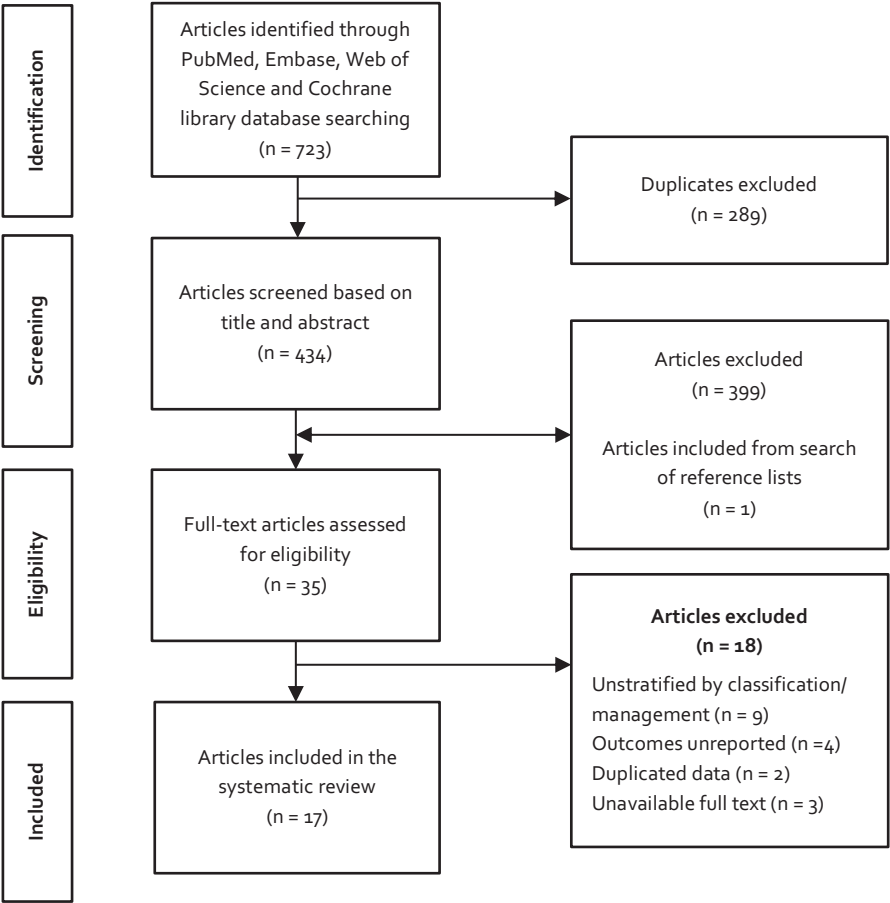 Identification
Articles identified through
PubMed, Embase, Web of
Science and Cochrane
library database searching
(n = 723)
Duplicates excluded
(n = 289)
Screening
Articles screened based on
title and abstract
(n = 434)
Articles excluded
(n = 399)
Articles included from search
of reference lists
(n = 1)
Eligibility
Full-text articles assessed
for eligibility
(n = 35)
Articles excluded
(n = 18)
Unstratified by classification/
management (n = 9)
Outcomes unreported (n =4)
Duplicated data (n = 2)
Unavailable full text (n = 3)
Included
Articles included in the
systematic review
(n = 17)